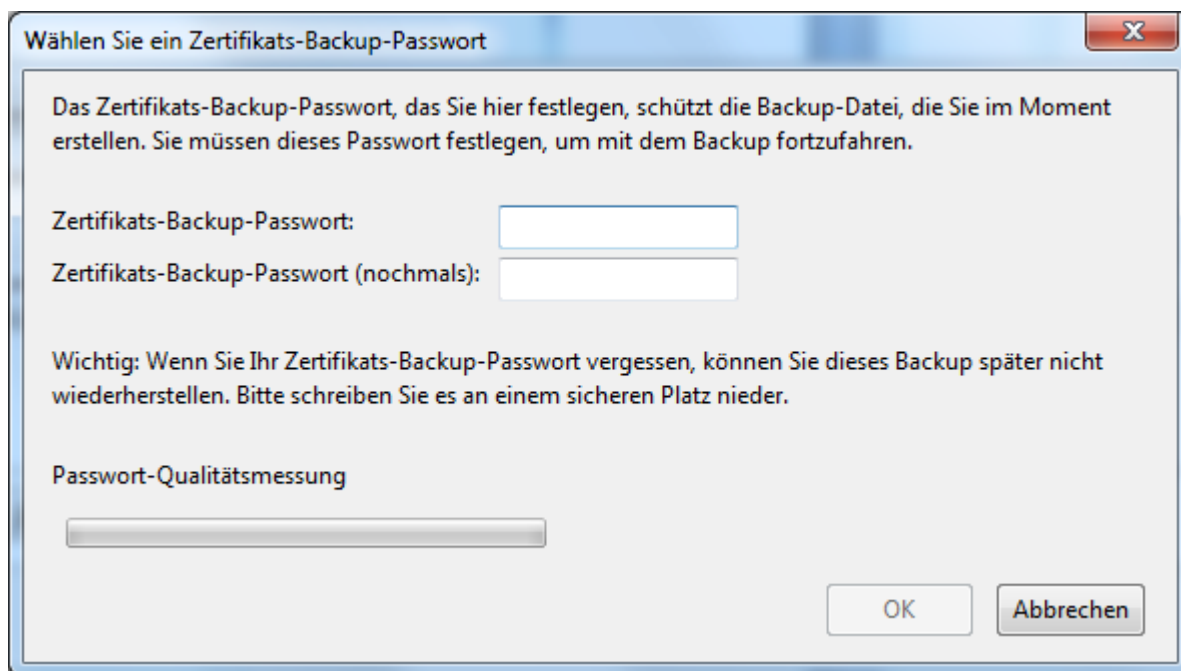 Wählen Sie ein Zertifikats-Backup-Passwort
Das Zertifikats-Backup-Passwort, das Sie hier festlegen, schützt die Backup-Datei, die Sie im Moment
erstellen. Sie müssen dieses Passwort festlegen, um mit dem Backup fortzufahren.
Zertifikats-Backup-Passwort:
Zertifikats-Backup-Passwort (nochmals):
Wichtig: Wenn Sie Ihr Zertifikats-Backup-Passwort vergessen, können Sie dieses Backup später nicht
wiederherstellen. Bitte schreiben Sie es an einem sicheren Platz nieder.
Passwort-Qualitätsmessung
OK Abbrechen